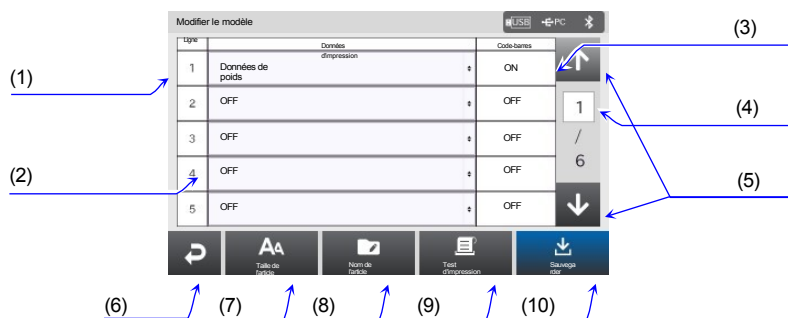 Modifier le modèle
USB PC
(3)
Ligne Données d'impression Code-barres
(1)
1 Données de poids ON
2 OFF OFF
1
(4)
3 OFF OFF
/
6
(2)
4 OFF OFF
(5)
5 OFF OFF
Taille de l'article
Nom de l'article
Test d'impression
Sauvega
rder
(6) (7) (8) (9) (10)